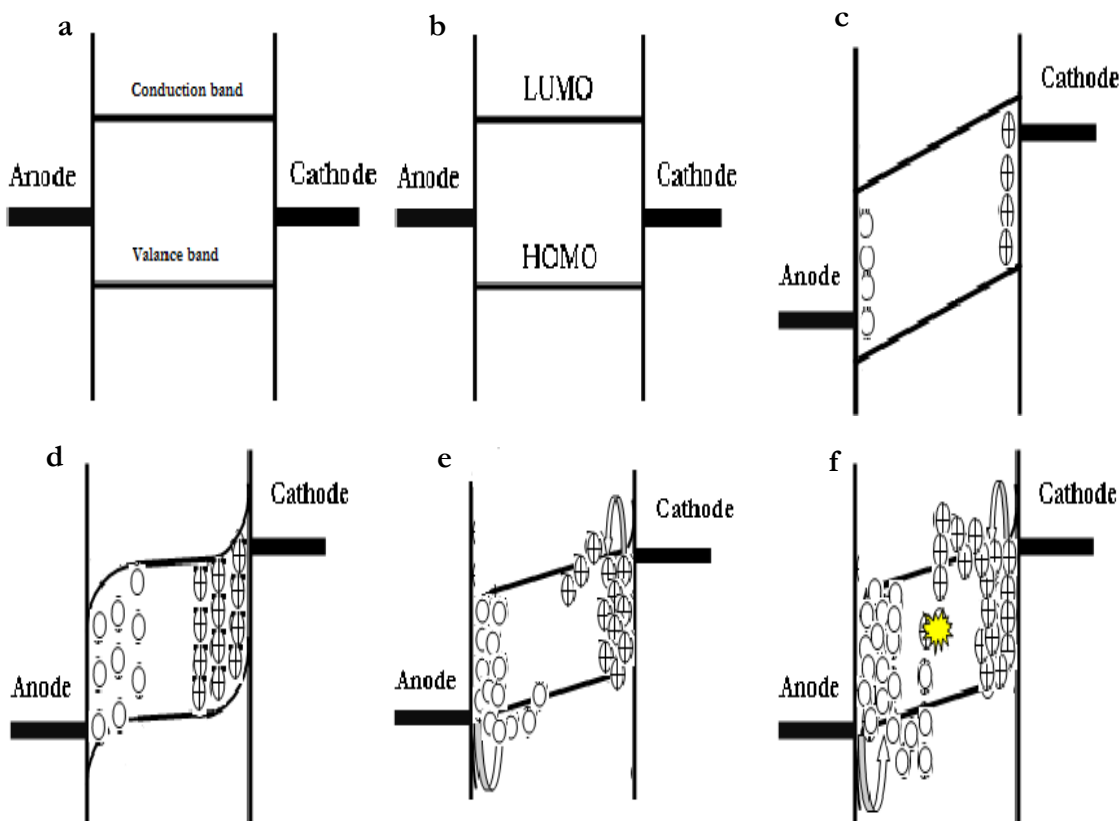 a
Conduction band
Anode
Cathode
Valance band
b
LUMO
Anode
Cathode
HOMO
c
Cathode
Anode
d
Cathode
Anode
e
Cathode
Anode
f
Cathode
Anode